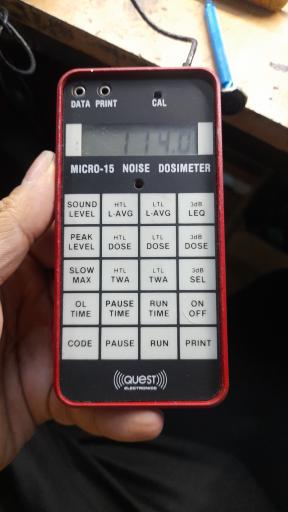 DATA PRINT CAL
114.0
MICRO-15 NOISE DOSIMETER
SOUND LEVEL
HTL L-AVG
LTL L-AVG
3dB LEQ
PEAK LEVEL
HTL DOSE
LTL DOSE
3dB DOSE
SLOW MAX
HTL TWA
LTL TWA
3dB SEL
OL TIME
PAUSE TIME
RUN TIME
ON OFF
CODE
PAUSE
RUN
PRINT
QUEST
ELECTRONICS